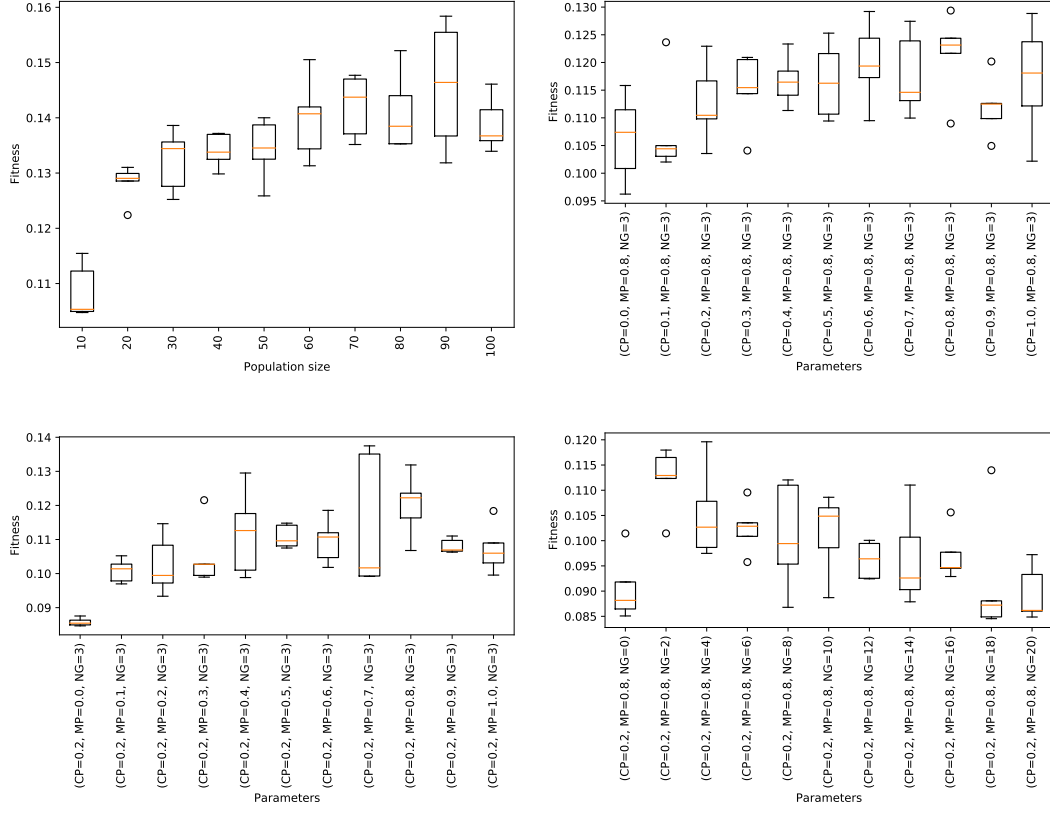 0.16
0.15
0.14
0.13
0.12
0.11
Fitness
10
20
30
40
50
60
70
80
90
100
Population size
0.130
0.125
0.120
0.115
0.110
0.105
0.100
0.095
Fitness
(CP=0.0, MP=0.8, NG=3)
(CP=0.1, MP=0.8, NG=3)
(CP=0.2, MP=0.8, NG=3)
(CP=0.3, MP=0.8, NG=3)
(CP=0.4, MP=0.8, NG=3)
(CP=0.5, MP=0.8, NG=3)
(CP=0.6, MP=0.8, NG=3)
(CP=0.7, MP=0.8, NG=3)
(CP=0.8, MP=0.8, NG=3)
(CP=0.9, MP=0.8, NG=3)
(CP=1.0, MP=0.8, NG=3)
Parameters
0.14
0.13
0.12
0.11
0.10
0.09
Fitness
(CP=0.2, MP=0.0, NG=3)
(CP=0.2, MP=0.1, NG=3)
(CP=0.2, MP=0.2, NG=3)
(CP=0.2, MP=0.3, NG=3)
(CP=0.2, MP=0.4, NG=3)
(CP=0.2, MP=0.5, NG=3)
(CP=0.2, MP=0.6, NG=3)
(CP=0.2, MP=0.7, NG=3)
(CP=0.2, MP=0.8, NG=3)
(CP=0.2, MP=0.9, NG=3)
(CP=0.2, MP=1.0, NG=3)
Parameters
0.120
0.115
0.110
0.105
0.100
0.095
0.090
0.085
Fitness
(CP=0.2, MP=0.8, NG=0)
(CP=0.2, MP=0.8, NG=2)
(CP=0.2, MP=0.8, NG=4)
(CP=0.2, MP=0.8, NG=6)
(CP=0.2, MP=0.8, NG=8)
(CP=0.2, MP=0.8, NG=10)
(CP=0.2, MP=0.8, NG=12)
(CP=0.2, MP=0.8, NG=14)
(CP=0.2, MP=0.8, NG=16)
(CP=0.2, MP=0.8, NG=18)
(CP=0.2, MP=0.8, NG=20)
Parameters